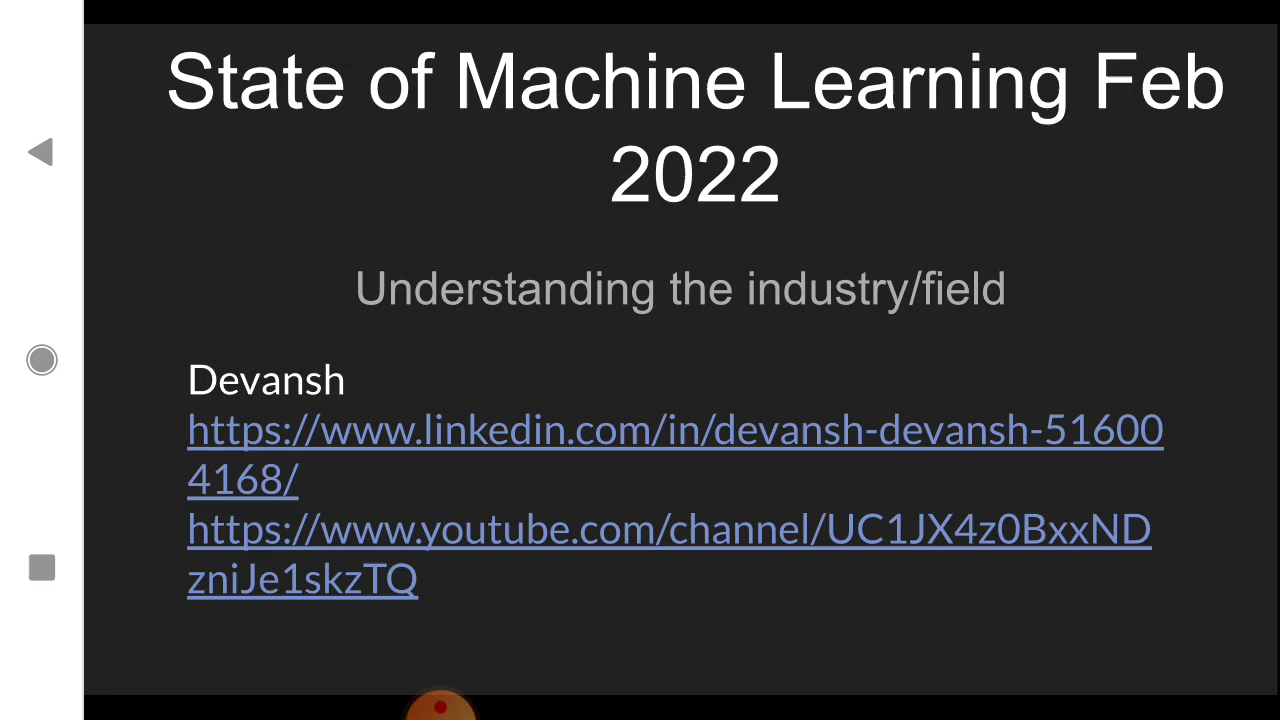 State of Machine Learning Feb
2022
Understanding the industry/field
Devansh
https://www.linkedin.com/in/devansh-devansh-51600
4168/
https://www.youtube.com/channel/UC1JX4z0BxxND
zniJe1skzTQ